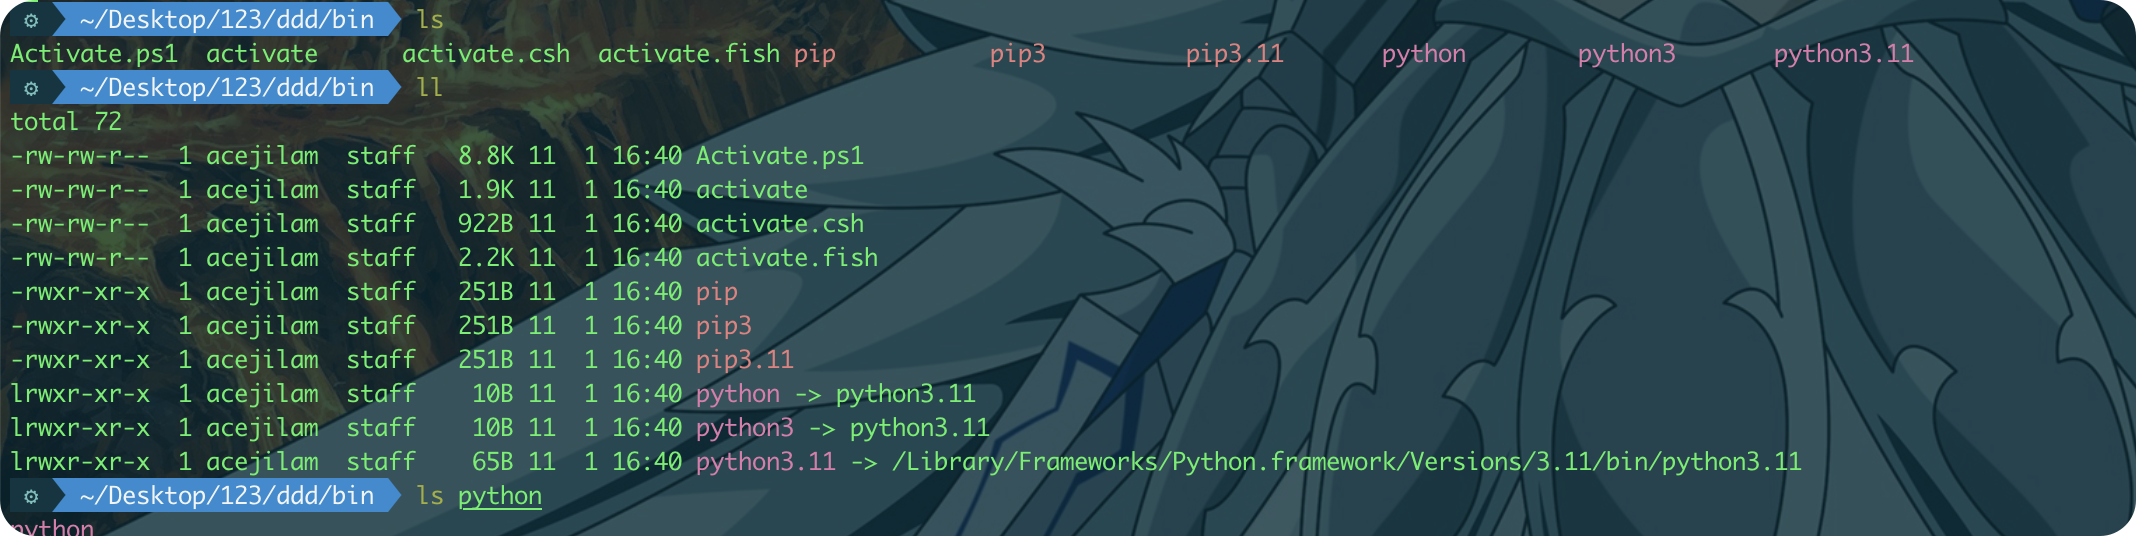 ⚙ ~/Desktop/123/ddd/bin ls
Activate.ps1 activate activate.csh activate.fish pip pip3 pip3.11 python python3 python3.11
⚙ ~/Desktop/123/ddd/bin ll
total 72
-rw-rw-r-- 1 acejilam staff 8.8K 11 1 16:40 Activate.ps1
-rw-rw-r-- 1 acejilam staff 1.9K 11 1 16:40 activate
-rw-rw-r-- 1 acejilam staff 922B 11 1 16:40 activate.csh
-rw-rw-r-- 1 acejilam staff 2.2K 11 1 16:40 activate.fish
-rwxr-xr-x 1 acejilam staff 251B 11 1 16:40 pip
-rwxr-xr-x 1 acejilam staff 251B 11 1 16:40 pip3
-rwxr-xr-x 1 acejilam staff 251B 11 1 16:40 pip3.11
lrwxr-xr-x 1 acejilam staff 10B 11 1 16:40 python -> python3.11
lrwxr-xr-x 1 acejilam staff 10B 11 1 16:40 python3 -> python3.11
lrwxr-xr-x 1 acejilam staff 65B 11 1 16:40 python3.11 -> /Library/Frameworks/Python.framework/Versions/3.11/bin/python3.11
⚙ ~/Desktop/123/ddd/bin ls python
python